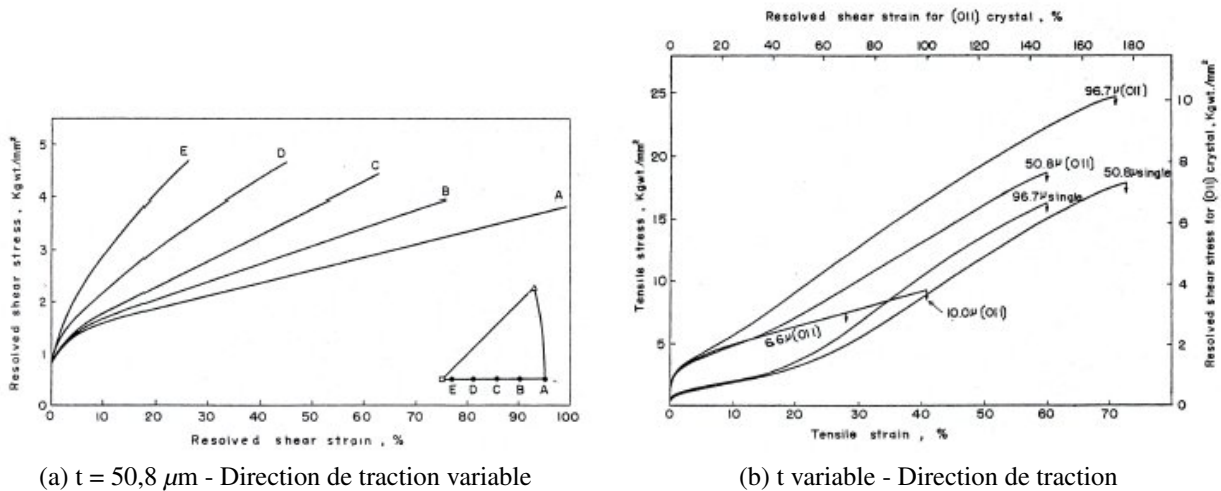 Resolved shear stress , Kgwt./mm²
5
4
3
2
1
0
E
D
C
B
A
E D C B A
0 10 20 30 40 50 60 70 80 90 100
Resolved shear strain , %
(a) t = 50,8 μm - Direction de traction variable
Resolved shear strain for (011) crystal , %
0 20 40 60 80 100 120 140 160 180
Tensile stress , Kgwt./mm²
25
20
15
10
5
96.7μ (011)
50.8μ (011)
50.8μ single
96.7μ single
10.0μ (011)
6.6μ (011)
10
8
6
4
2
0
Resolved shear stress for (011) crystal, Kgwt./mm²
0 10 20 30 40 50 60 70
Tensile strain , %
(b) t variable - Direction de traction